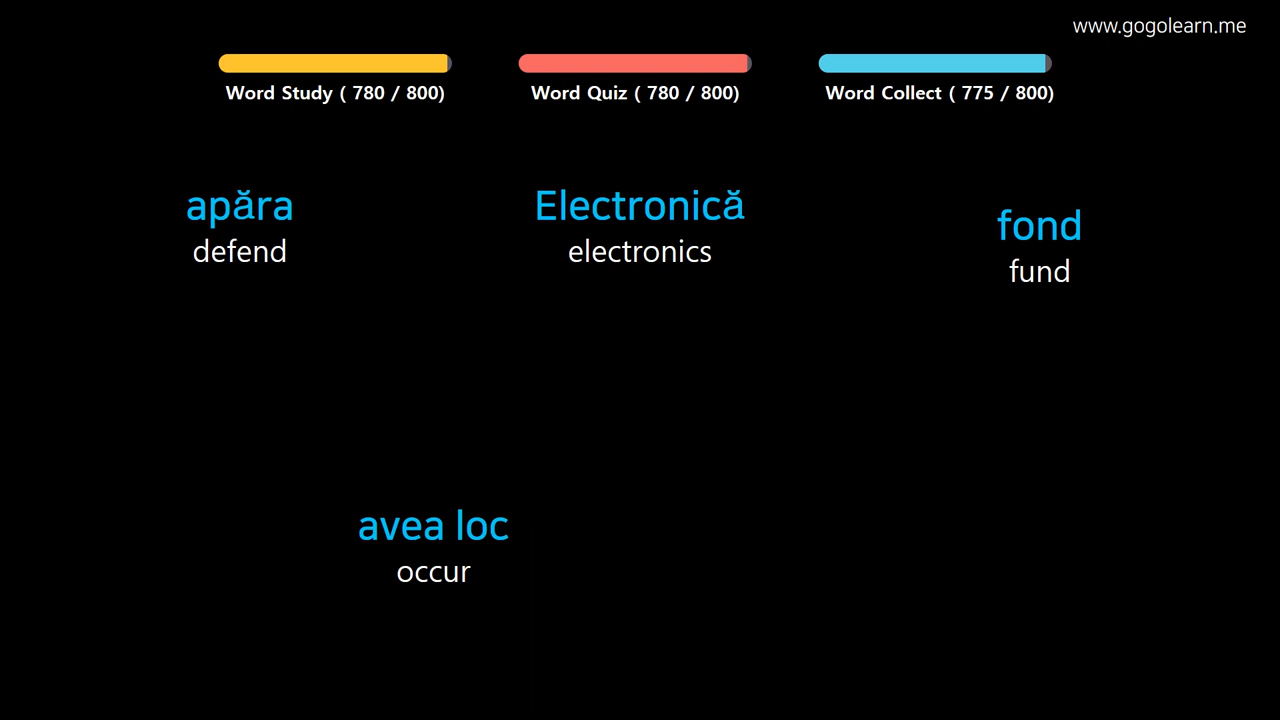 www.gogolearn.me
Word Study ( 780 / 800)
Word Quiz ( 780 / 800)
Word Collect ( 775 / 800)
apăra
defend
Electronică
electronics
fond
fund
avea loc
occur